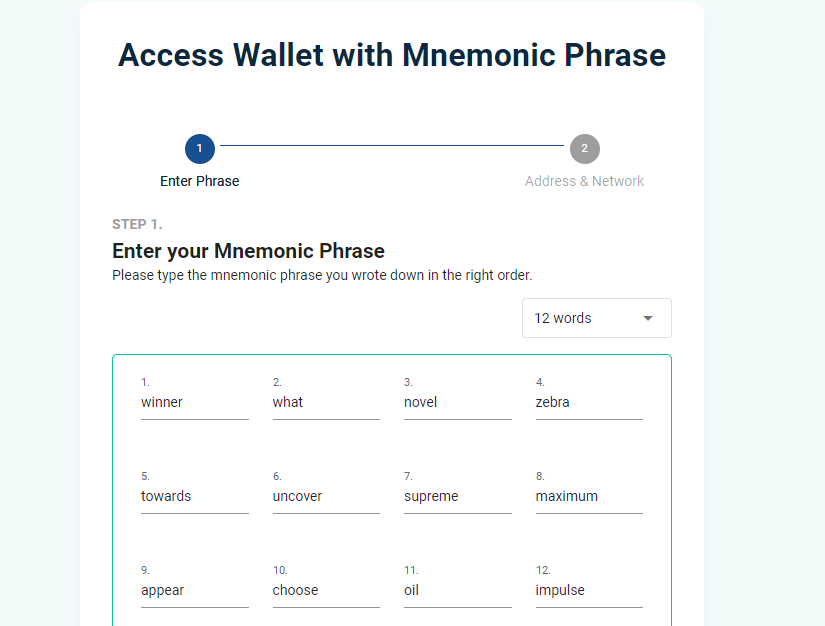 Access Wallet with Mnemonic Phrase
1 2
Enter Phrase Address & Network
STEP 1.
Enter your Mnemonic Phrase
Please type the mnemonic phrase you wrote down in the right order.
12 words
1. 2. 3. 4.
winner what novel zebra
5. 6. 7. 8.
towards uncover supreme maximum
9. 10. 11. 12.
appear choose oil impulse